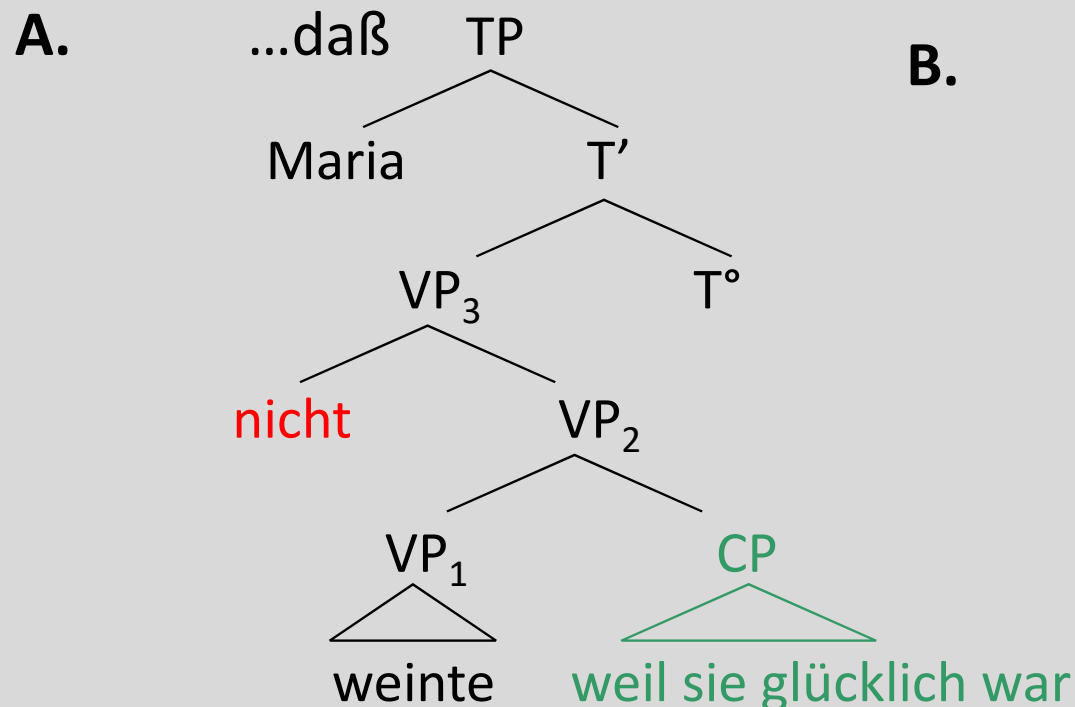 A. …daß TP
B.
Maria T’
VP3 T°
nicht VP2
VP1 CP
weinte weil sie glücklich war